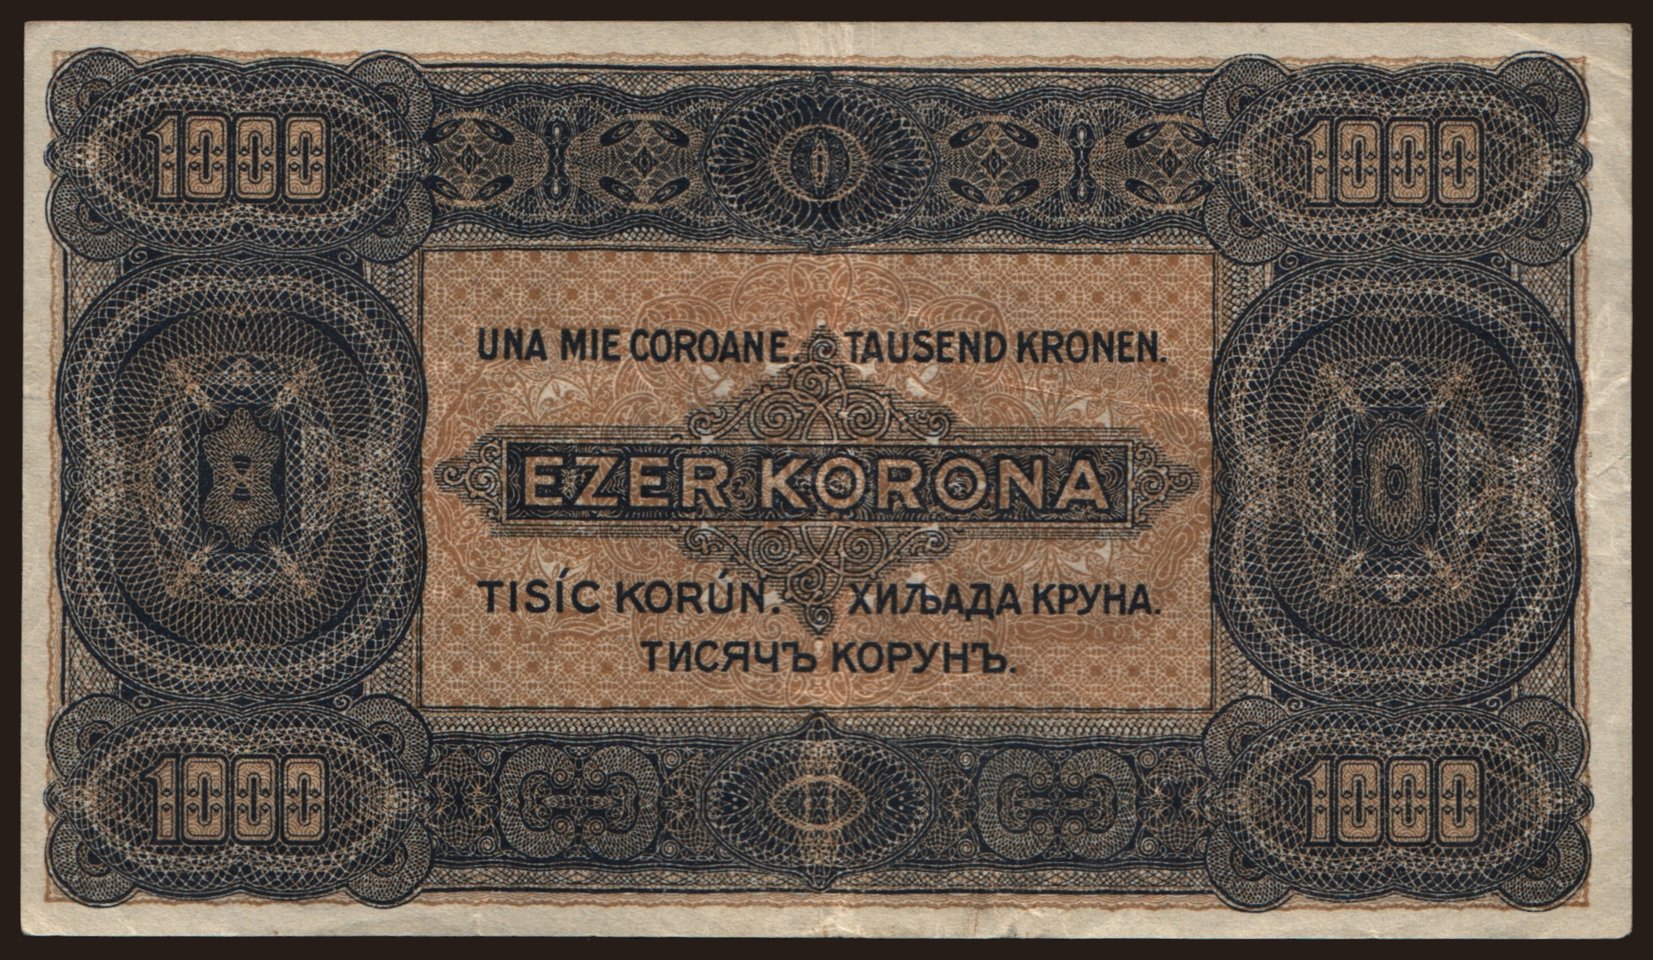 1000 1000
UNA MIE COROANE. TAUSEND KRONEN.
EZER KORONA
TISÍC KORÚN. ХИЉАДА КРУНА.
ТИСЯЧЪ КОРУНЪ.
1000 1000